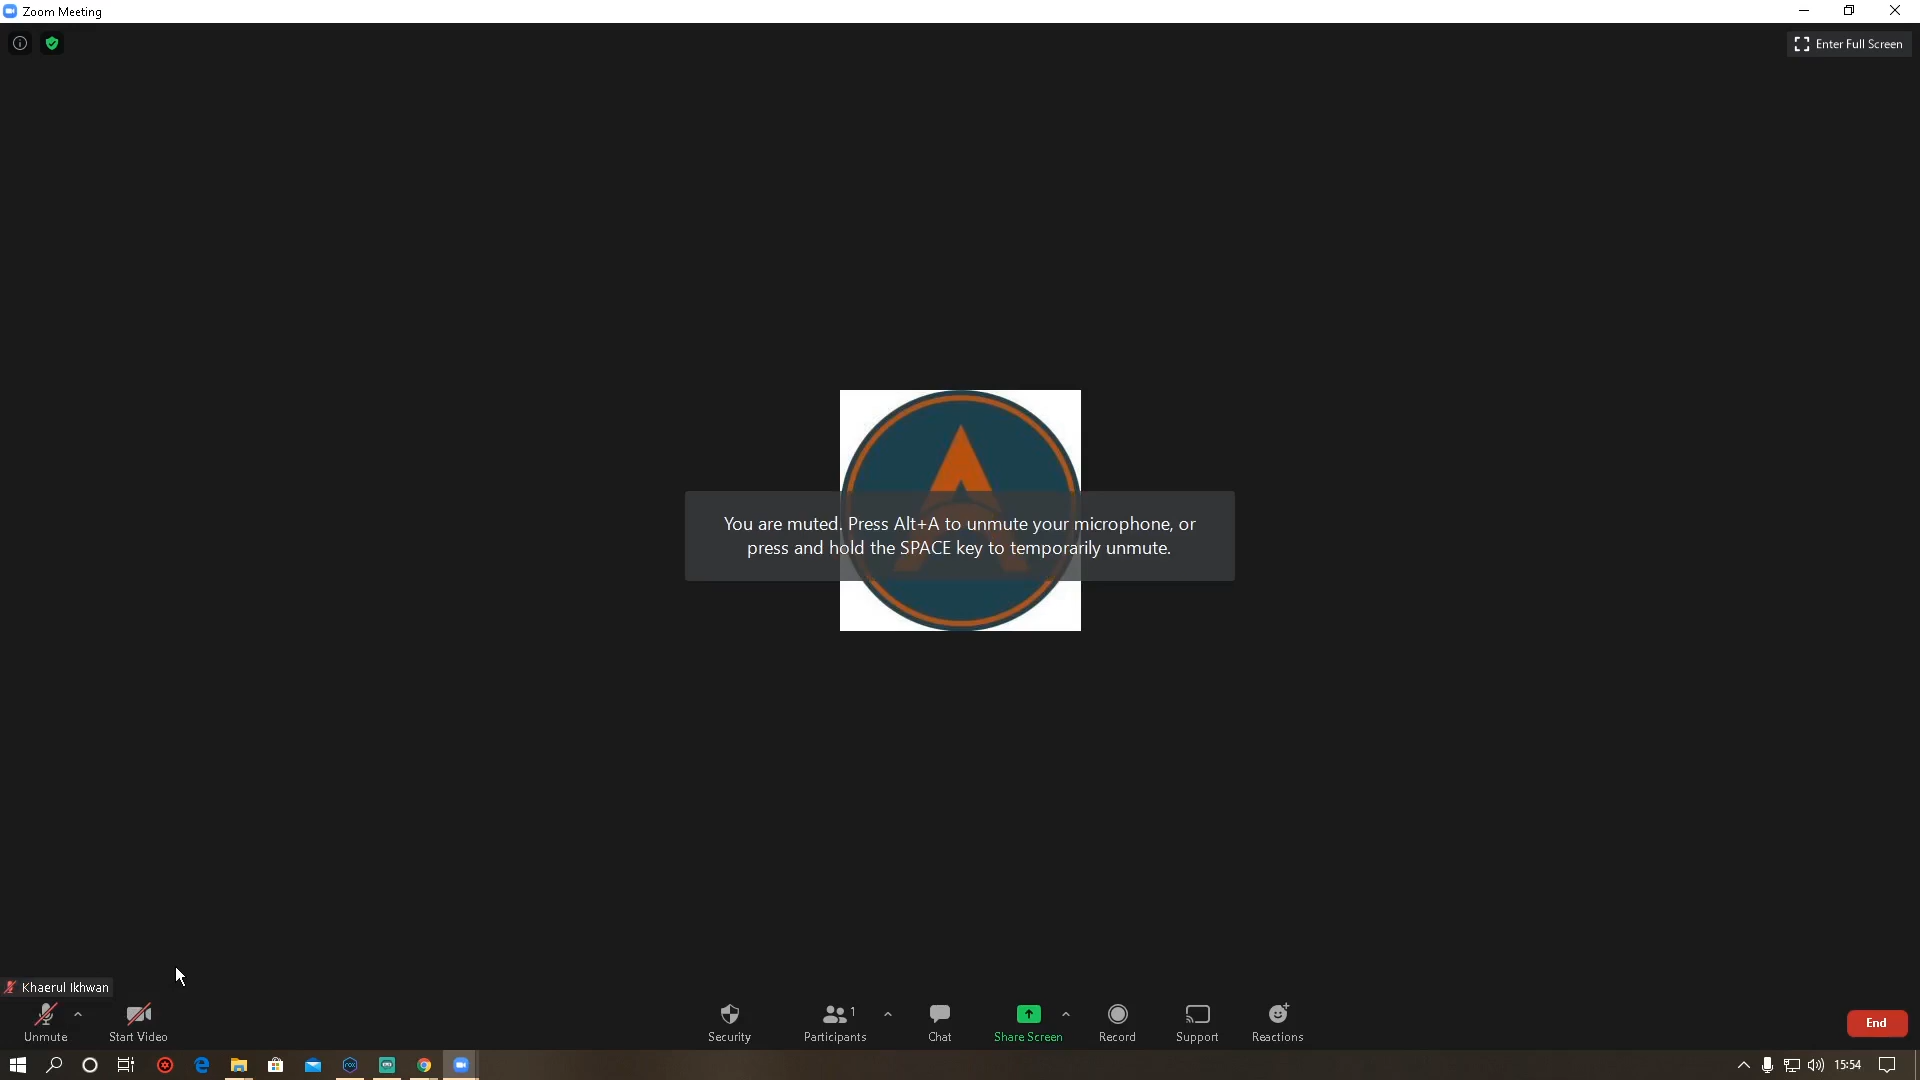 Zoom Meeting
Enter Full Screen
You are muted. Press Alt+A to unmute your microphone, or
press and hold the SPACE key to temporarily unmute.
Khaerul Ikhwan
Unmute
Start Video
Security
Participants 1
Chat
Share Screen
Record
Support
Reactions
End
15:54